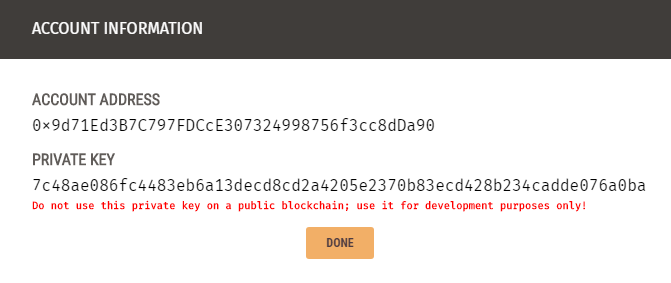 ACCOUNT INFORMATION
ACCOUNT ADDRESS
0×9d71Ed3B7C797FDCcE307324998756f3cc8dDa90
PRIVATE KEY
7c48ae086fc4483eb6a13decd8cd2a4205e2370b83ecd428b234cadde076a0ba
Do not use this private key on a public blockchain; use it for development purposes only!
DONE